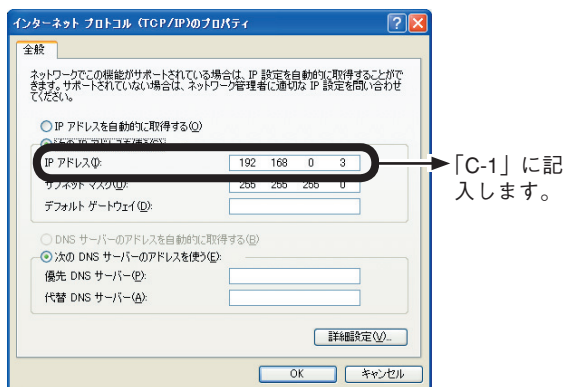 インターネット プロトコル (TCP/IP)のプロパティ
全般
ネットワークでこの機能がサポートされている場合は、IP 設定を自動的に取得することがで
きます。サポートされていない場合は、ネットワーク管理者に適切な IP 設定を問い合わせ
てください。
IP アドレスを自動的に取得する(O)
次の IP アドレスを使う(S):
IP アドレス(I): 192 168 0 3
「C-1」に記
入します。
サブネット マスク(U): 255 255 255 0
デフォルト ゲートウェイ(D):
DNS サーバーのアドレスを自動的に取得する(B)
次の DNS サーバーのアドレスを使う(E):
優先 DNS サーバー(P):
代替 DNS サーバー(A):
詳細設定(V)...
OK キャンセル